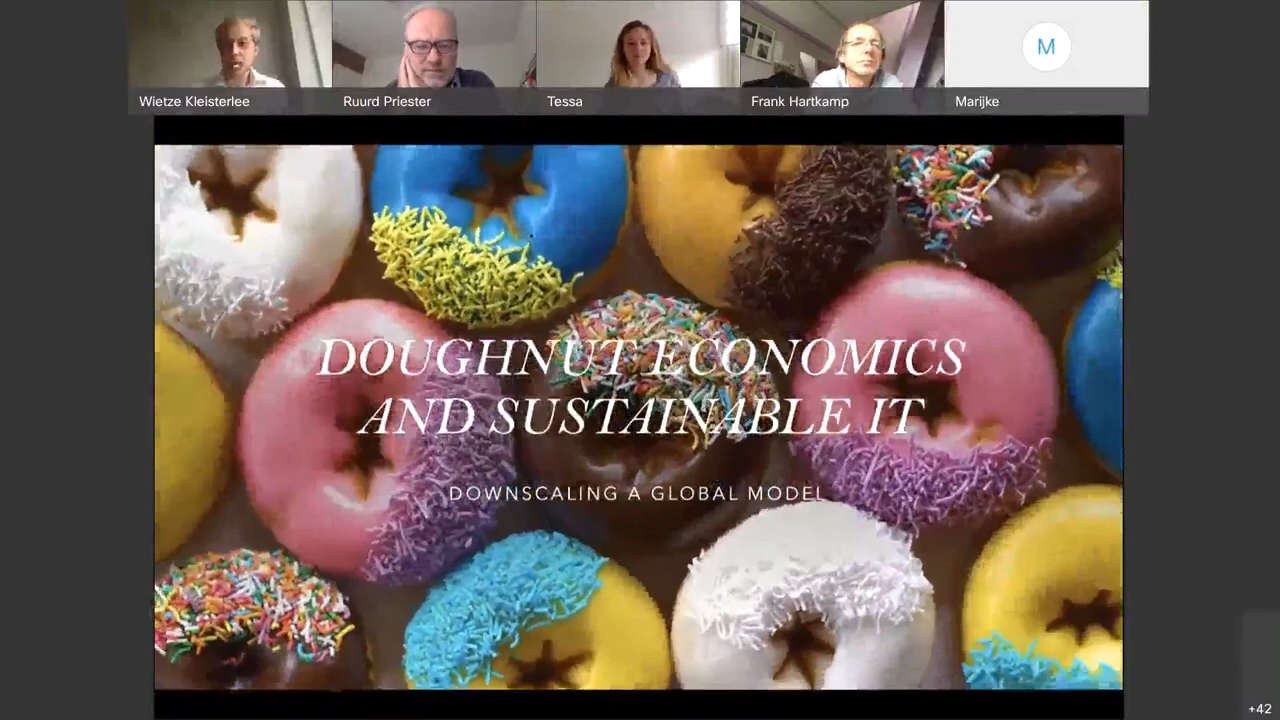 M
Wietze Kleisterlee
Ruurd Priester
Tessa
Frank Hartkamp
Marijke
DOUGHNUT ECONOMICS
AND SUSTAINABLE IT
DOWNSCALING A GLOBAL MODEL
+42